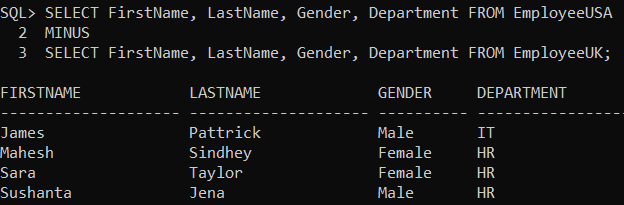 SQL> SELECT FirstName, LastName, Gender, Department FROM EmployeeUSA
2 MINUS
3 SELECT FirstName, LastName, Gender, Department FROM EmployeeUK;
FIRSTNAME LASTNAME GENDER DEPARTMENT
-------------------- -------------------- ---------- ----------------
James Pattrick Male IT
Mahesh Sindhey Female HR
Sara Taylor Female HR
Sushanta Jena Male HR